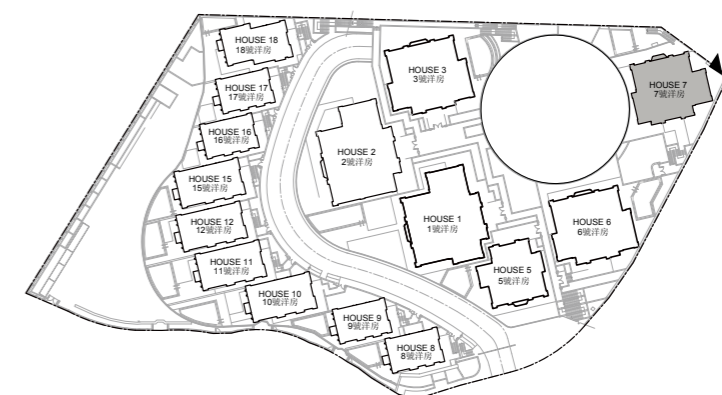 HOUSE 18
18號洋房
HOUSE 17
17號洋房
HOUSE 16
16號洋房
HOUSE 15
15號洋房
HOUSE 12
12號洋房
HOUSE 11
11號洋房
HOUSE 10
10號洋房
HOUSE 9
9號洋房
HOUSE 8
8號洋房
HOUSE 3
3號洋房
HOUSE 2
2號洋房
HOUSE 1
1號洋房
HOUSE 5
5號洋房
HOUSE 6
6號洋房
HOUSE 7
7號洋房